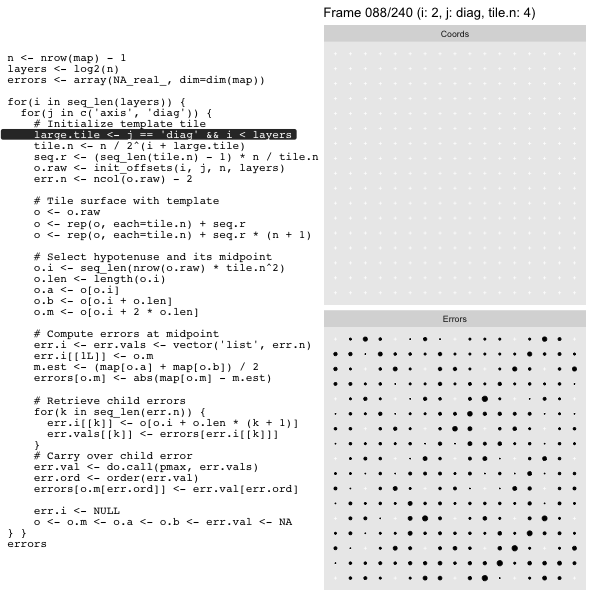 Frame 088/240 (i: 2, j: diag, tile.n: 4)
Coords
n <- nrow(map) - 1
layers <- log2(n)
errors <- array(NA_real_, dim=dim(map))
for(i in seq_len(layers)) {
for(j in c('axis', 'diag')) {
# Initialize template tile
large.tile <- j == 'diag' && i < layers
tile.n <- n / 2^(i + large.tile)
seq.r <- (seq_len(tile.n) - 1) * n / tile.n
o.raw <- init_offsets(i, j, n, layers)
err.n <- ncol(o.raw) - 2
# Tile surface with template
o <- o.raw
o <- rep(o, each=tile.n) + seq.r
o <- rep(o, each=tile.n) + seq.r * (n + 1)
# Select hypotenuse and its midpoint
o.i <- seq_len(nrow(o.raw) * tile.n^2)
o.len <- length(o.i)
o.a <- o[o.i]
o.b <- o[o.i + o.len]
o.m <- o[o.i + 2 * o.len]
# Compute errors at midpoint
err.i <- err.vals <- vector('list', err.n)
err.i[[1L]] <- o.m
m.est <- (map[o.a] + map[o.b]) / 2
errors[o.m] <- abs(map[o.m] - m.est)
# Retrieve child errors
for(k in seq_len(err.n)) {
err.i[[k]] <- o[o.i + o.len * (k + 1)]
err.vals[[k]] <- errors[err.i[[k]]]
}
# Carry over child error
err.val <- do.call(pmax, err.vals)
err.ord <- order(err.val)
errors[o.m[err.ord]] <- err.val[err.ord]
err.i <- NULL
o <- o.m <- o.a <- o.b <- err.val <- NA
} }
errors
Errors